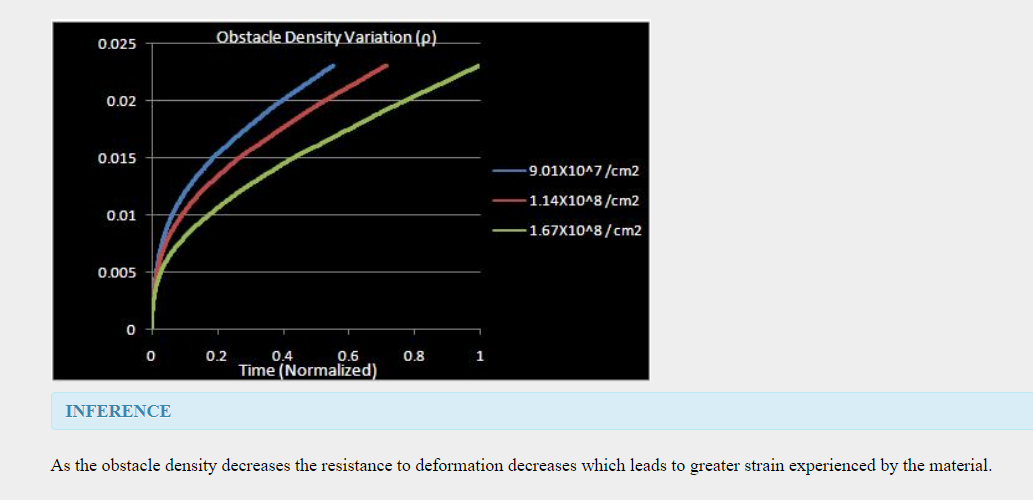 Obstacle Density Variation (ρ)
0.025
0.02
0.015
0.01
0.005
0
0 0.2 0.4 0.6 0.8 1
Time (Normalized)
9.01X10^7 /cm2
1.14X10^8 /cm2
1.67X10^8 / cm2
INFERENCE
As the obstacle density decreases the resistance to deformation decreases which leads to greater strain experienced by the material.